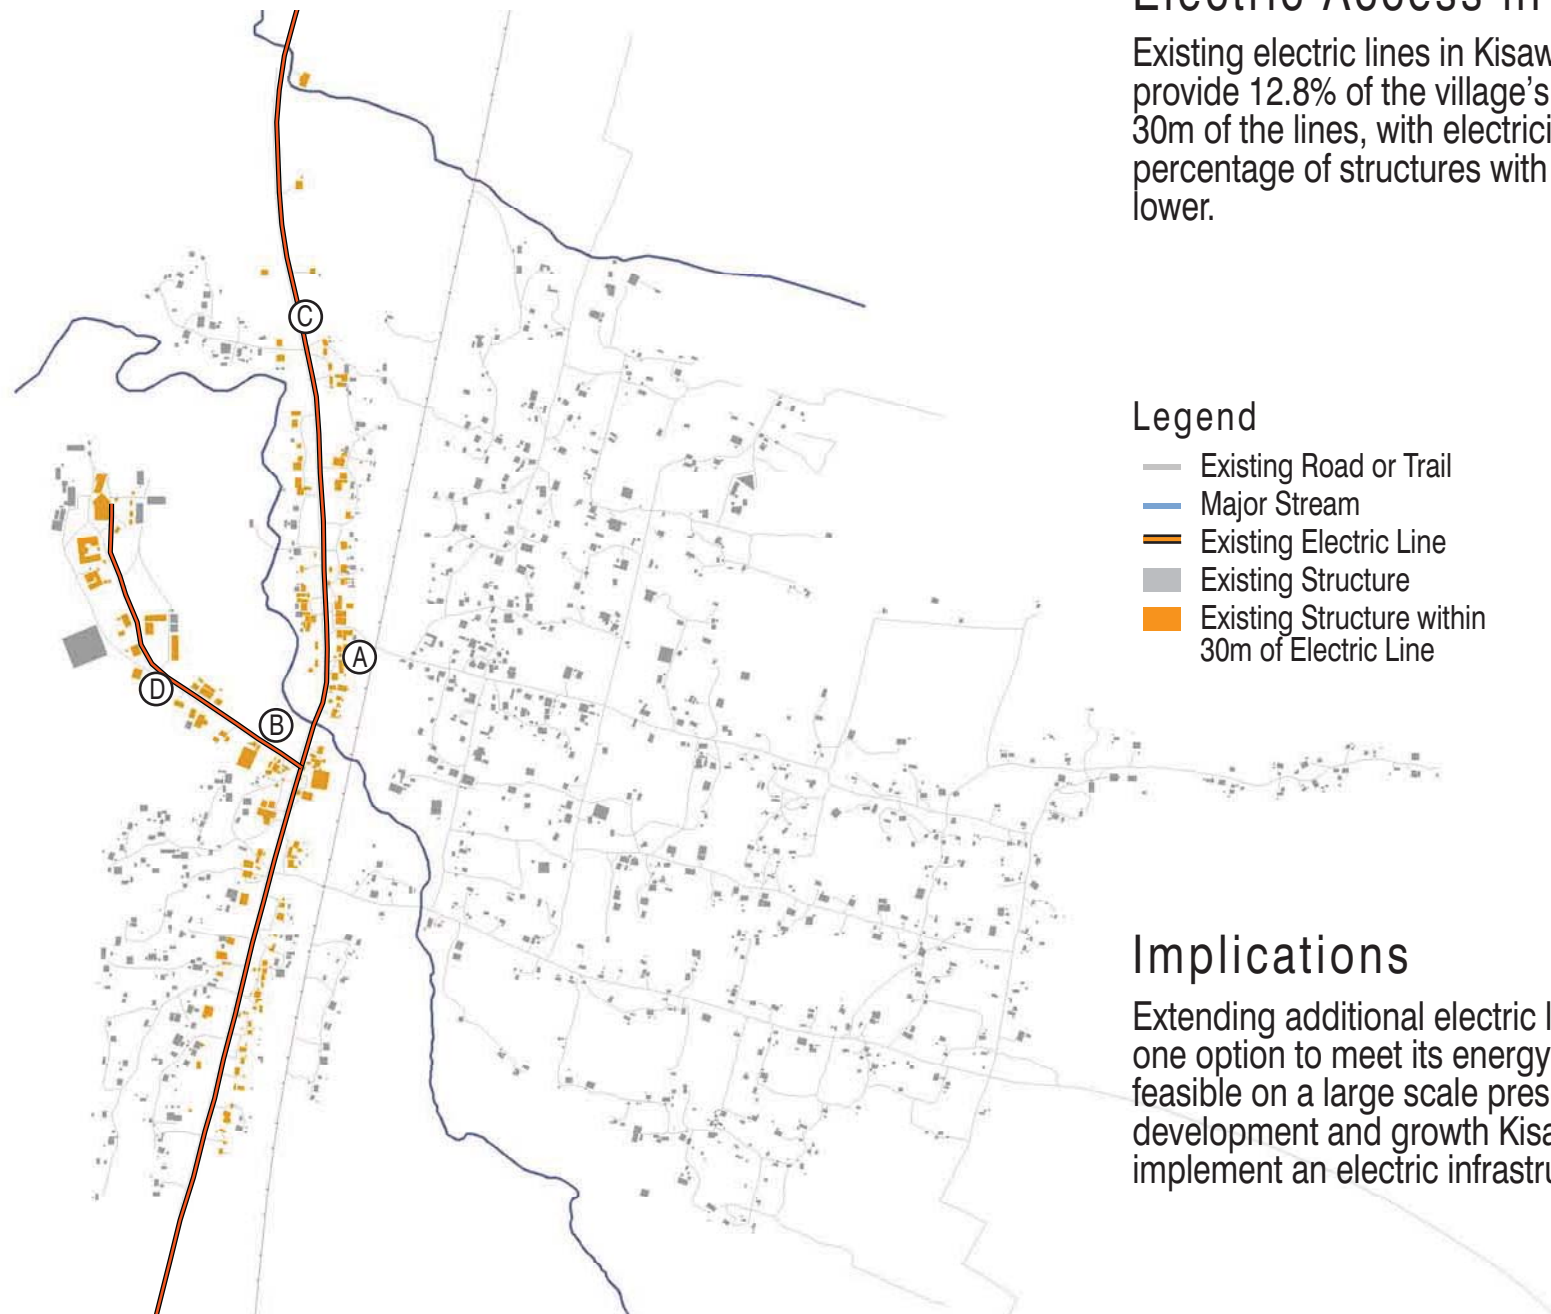 Electric Access in
Existing electric lines in Kisaw
provide 12.8% of the village's
30m of the lines, with electrici
percentage of structures with
lower.
C
Legend
Existing Road or Trail
Major Stream
Existing Electric Line
Existing Structure
Existing Structure within
30m of Electric Line
A
D
B
Implications
Extending additional electric l
one option to meet its energy
feasible on a large scale pres
development and growth Kisa
implement an electric infrastru